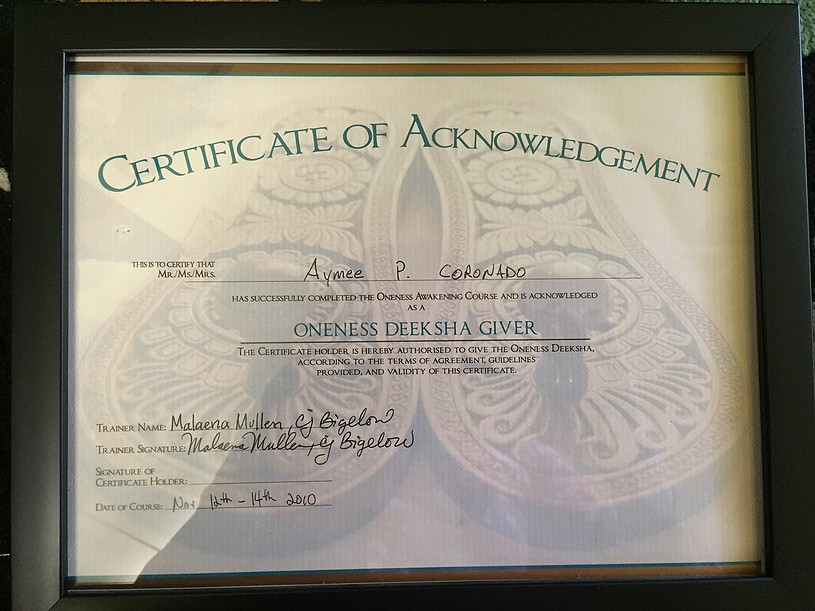 CERTIFICATE OF ACKNOWLEDGEMENT
THIS IS TO CERTIFY THAT
MR./MS./MRS. Aymee P. CORONADO
HAS SUCCESSFULLY COMPLETED THE ONENESS AWAKENING COURSE AND IS ACKNOWLEDGED
AS A
ONENESS DEEKSHA GIVER
THE CERTIFICATE HOLDER IS HEREBY AUTHORISED TO GIVE THE ONENESS DEEKSHA,
ACCORDING TO THE TERMS OF AGREEMENT, GUIDELINES
PROVIDED, AND VALIDITY OF THIS CERTIFICATE.
TRAINER NAME: Malaena Mullen, Cj Bigelow
TRAINER SIGNATURE: Malaena Mullen, Cj Bigelow
SIGNATURE OF
CERTIFICATE HOLDER:
DATE OF COURSE: Nov 12th - 14th 2010